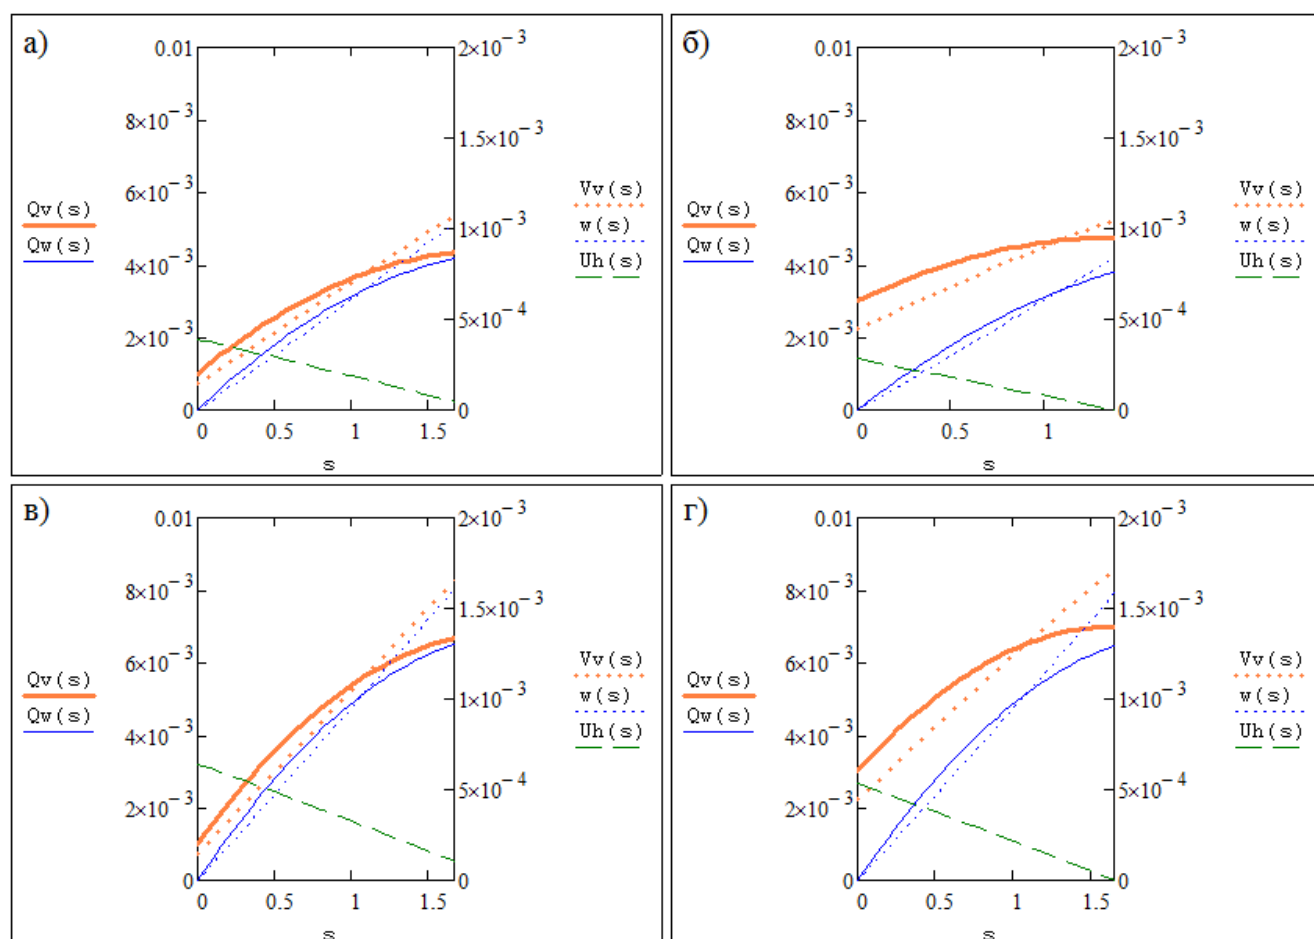 а)
0.01
8×10⁻³
6×10⁻³
4×10⁻³
2×10⁻³
0
Qv(s)
Qw(s)
2×10⁻³
1.5×10⁻³
1×10⁻³
5×10⁻⁴
0
Vv(s)
w(s)
Uh(s)
0 0.5 1 1.5
s
б)
0.01
8×10⁻³
6×10⁻³
4×10⁻³
2×10⁻³
0
Qv(s)
Qw(s)
2×10⁻³
1.5×10⁻³
1×10⁻³
5×10⁻⁴
0
Vv(s)
w(s)
Uh(s)
0 0.5 1
s
в)
0.01
8×10⁻³
6×10⁻³
4×10⁻³
2×10⁻³
0
Qv(s)
Qw(s)
2×10⁻³
1.5×10⁻³
1×10⁻³
5×10⁻⁴
0
Vv(s)
w(s)
Uh(s)
0 0.5 1 1.5
s
г)
0.01
8×10⁻³
6×10⁻³
4×10⁻³
2×10⁻³
0
Qv(s)
Qw(s)
2×10⁻³
1.5×10⁻³
1×10⁻³
5×10⁻⁴
0
Vv(s)
w(s)
Uh(s)
0 0.5 1 1.5
s